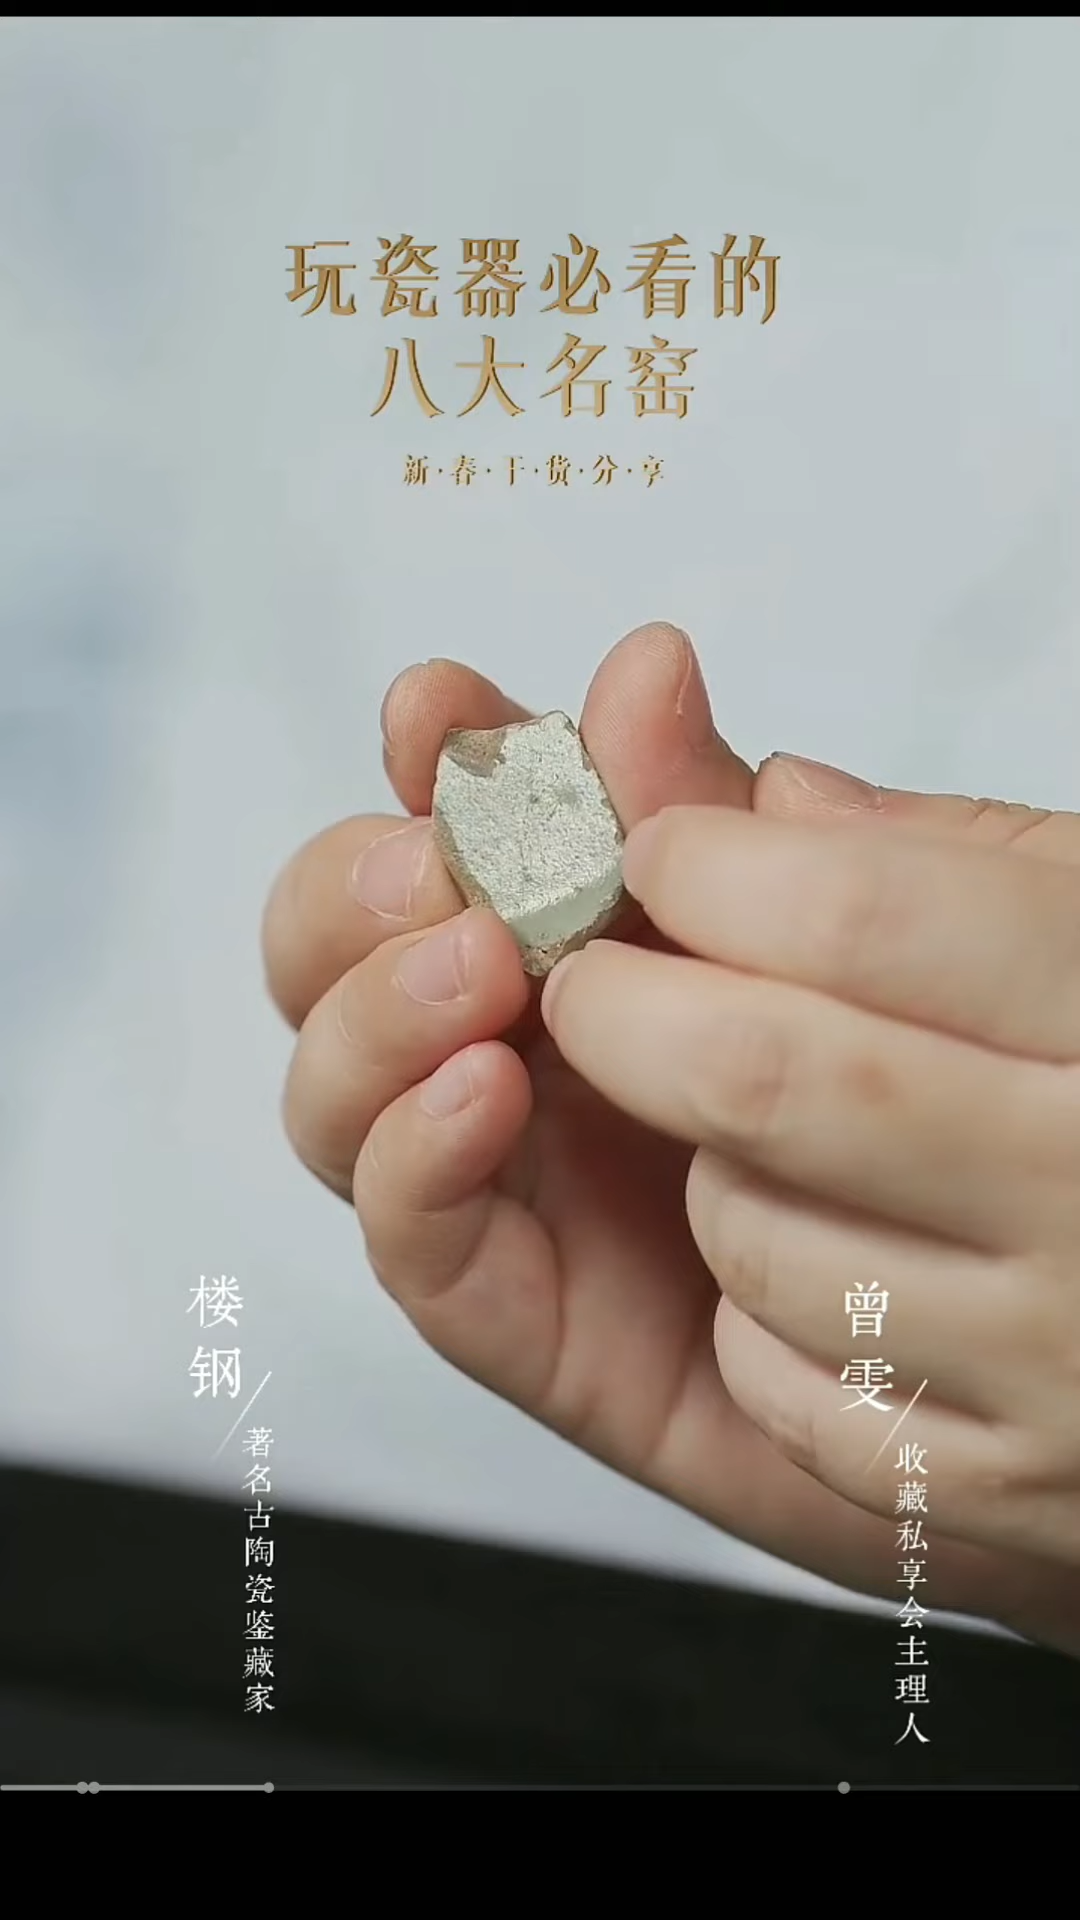 玩瓷器必看的
八大名窑
新·春·干·货·分·享
楼钢
著名古陶瓷鉴藏家
曾雯
收藏私享会主理人